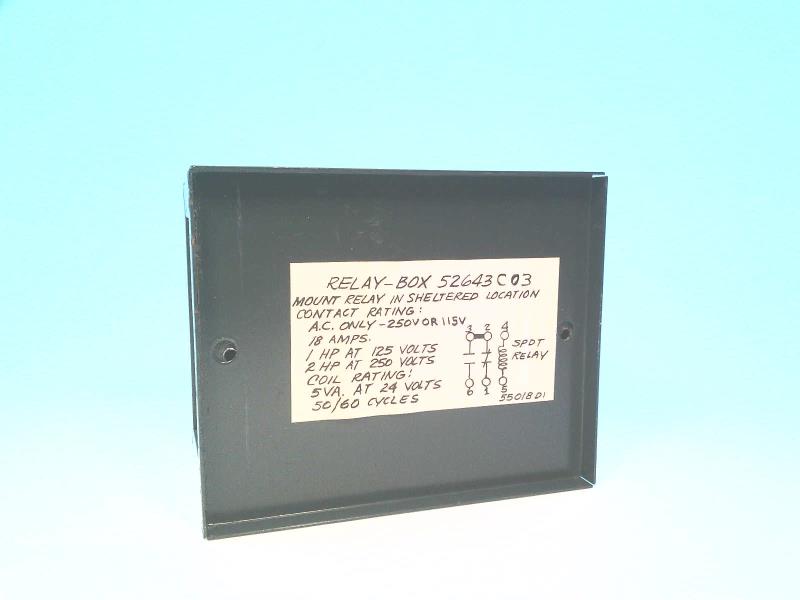 RELAY-BOX 52643C03
MOUNT RELAY IN SHELTERED LOCATION
CONTACT RATING:
A.C. ONLY-250V OR 115V
18 AMPS.
1 HP AT 125 VOLTS
2 HP AT 250 VOLTS
COIL RATING:
5VA. AT 24 VOLTS
50/60 CYCLES
3 2 4
SPDT
RELAY
6 1 5
55018D1